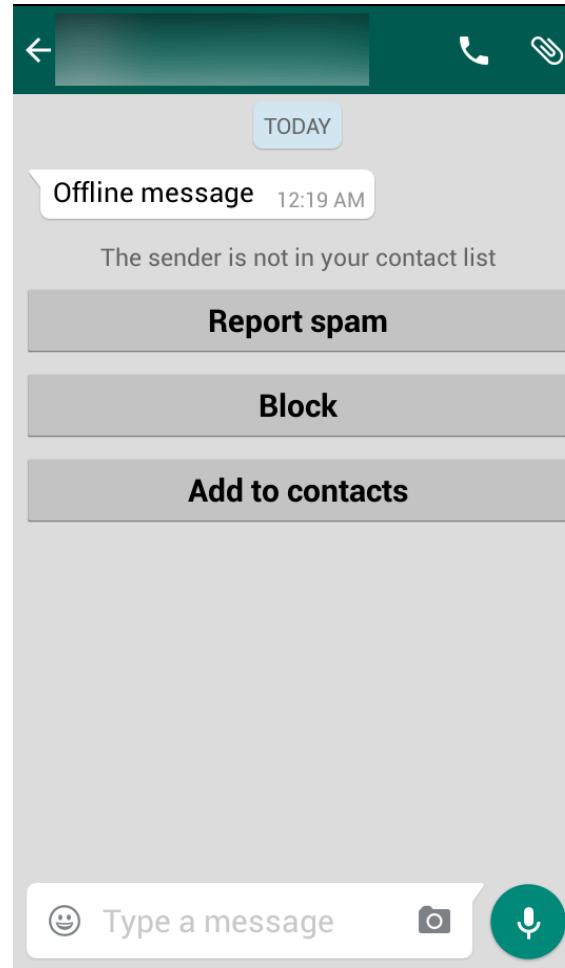 TODAY
Offline message 12:19 AM
The sender is not in your contact list
Report spam
Block
Add to contacts
Type a message